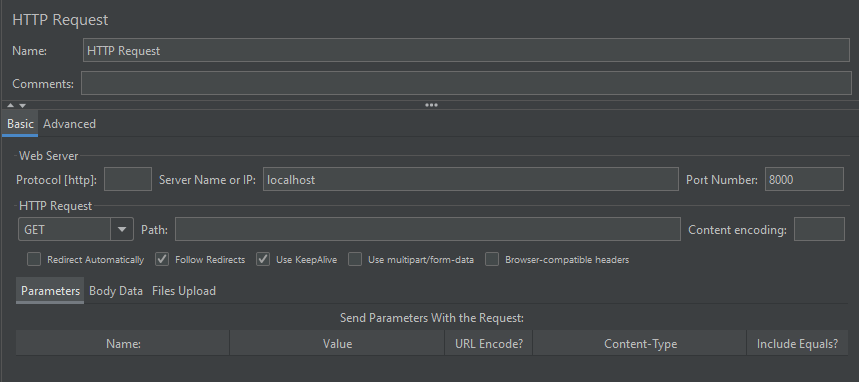 HTTP Request
Name: HTTP Request
Comments:
Basic Advanced
Web Server
Protocol [http]: Server Name or IP: localhost Port Number: 8000
HTTP Request
GET Path: Content encoding:
Redirect Automatically Follow Redirects Use KeepAlive Use multipart/form-data Browser-compatible headers
Parameters Body Data Files Upload
Send Parameters With the Request:
Name: Value URL Encode? Content-Type Include Equals?